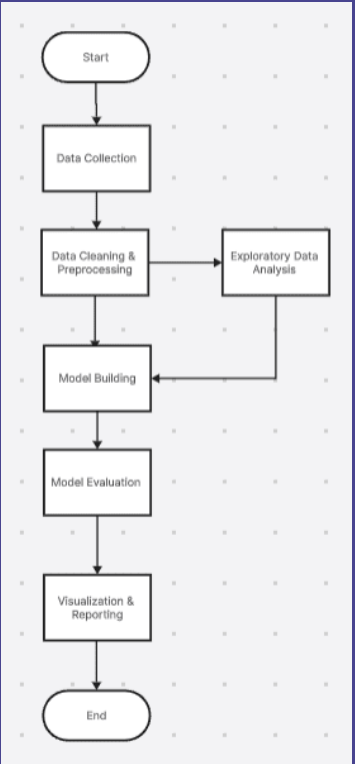 Start
Data Collection
Data Cleaning &
Preprocessing
Exploratory Data
Analysis
Model Building
Model Evaluation
Visualization &
Reporting
End